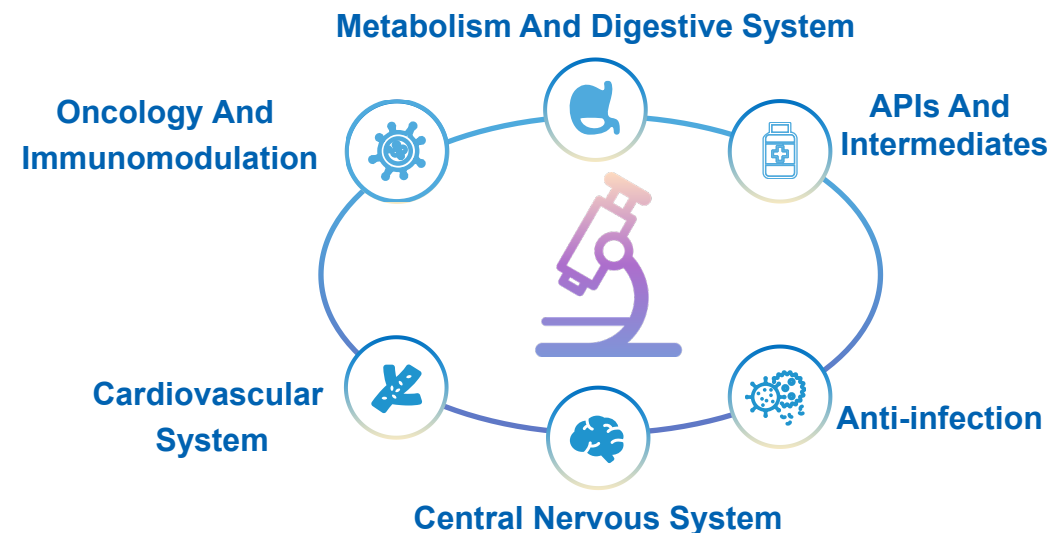 Metabolism And Digestive System
Oncology And
Immunomodulation
APIs And
Intermediates
Cardiovascular
System
Anti-infection
Central Nervous System